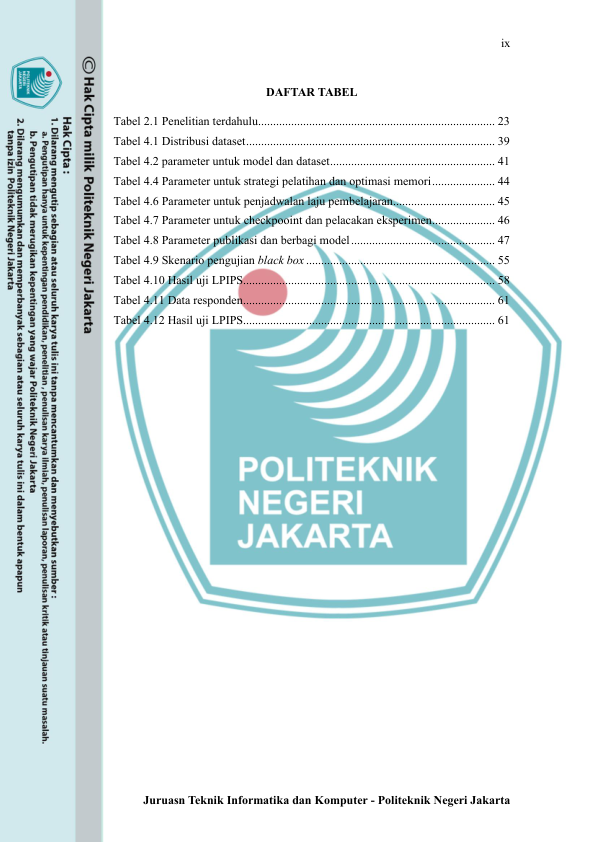 ix
DAFTAR TABEL
Tabel 2.1 Penelitian terdahulu............................................................................... 23
Tabel 4.1 Distribusi dataset................................................................................... 39
Tabel 4.2 parameter untuk model dan dataset....................................................... 41
Tabel 4.4 Parameter untuk strategi pelatihan dan optimasi memori..................... 44
Tabel 4.6 Parameter untuk penjadwalan laju pembelajaran.................................. 45
Tabel 4.7 Parameter untuk checkpooint dan pelacakan eksperimen..................... 46
Tabel 4.8 Parameter publikasi dan berbagi model................................................ 47
Tabel 4.9 Skenario pengujian black box ............................................................... 55
Tabel 4.10 Hasil uji LPIPS.................................................................................... 58
Tabel 4.11 Data responden.................................................................................... 61
Tabel 4.12 Hasil uji LPIPS.................................................................................... 61
POLITEKNIK
NEGERI
JAKARTA
Juruasn Teknik Informatika dan Komputer - Politeknik Negeri Jakarta
© Hak Cipta milik Politeknik Negeri Jakarta
Hak Cipta :
1. Dilarang mengutip sebagian atau seluruh karya tulis ini tanpa mencantumkan dan menyebutkan sumber :
a. Pengutipan hanya untuk kepentingan pendidikan, penelitian , penulisan karya ilmiah, penulisan laporan, penulisan kritik atau tinjauan suatu masalah.
b. Pengutipan tidak merugikan kepentingan yang wajar Politeknik Negeri Jakarta
2. Dilarang mengumumkan dan memperbanyak sebagian atau seluruh karya tulis ini dalam bentuk apapun
tanpa izin Politeknik Negeri Jakarta